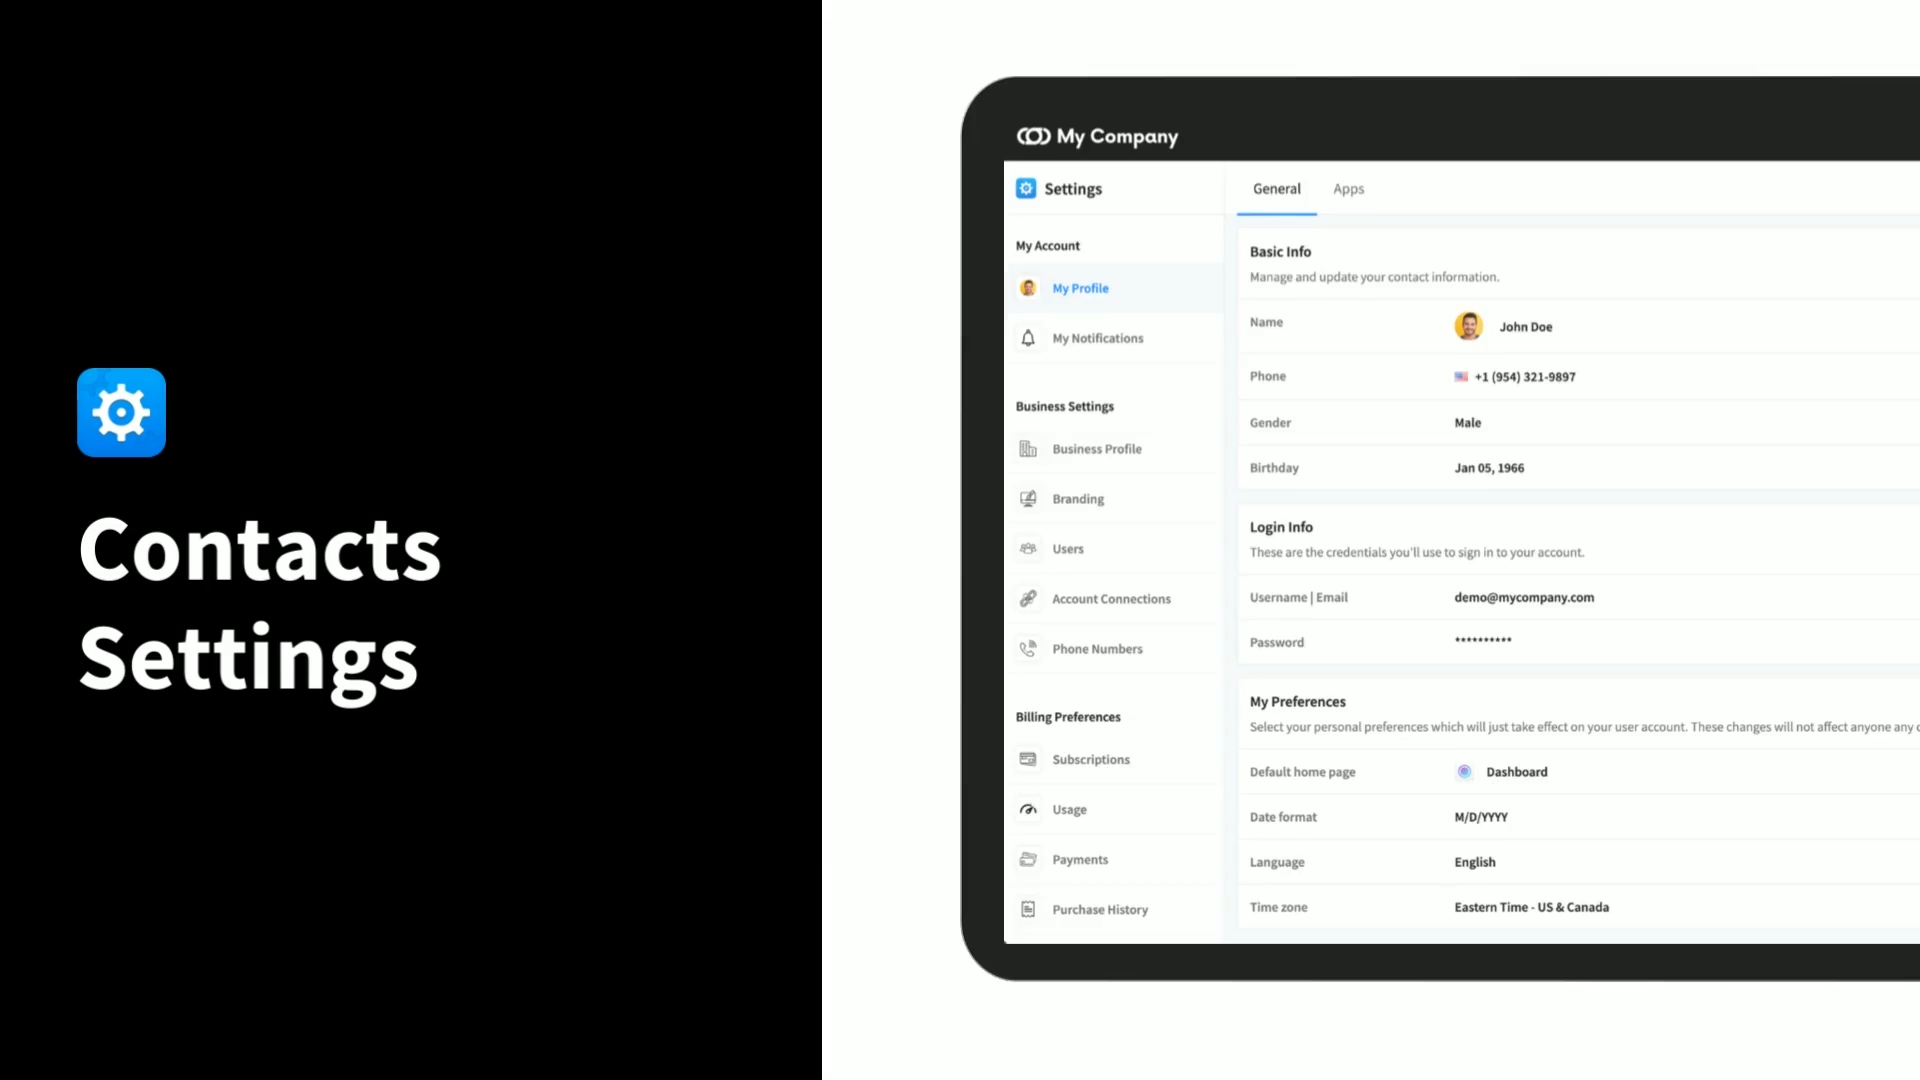 Contacts
Settings
My Company
Settings
General
Apps
My Account
My Profile
My Notifications
Business Settings
Business Profile
Branding
Users
Account Connections
Phone Numbers
Billing Preferences
Subscriptions
Usage
Payments
Purchase History
Basic Info
Manage and update your contact information.
Name
John Doe
Phone
+1 (954) 321-9897
Gender
Male
Birthday
Jan 05, 1966
Login Info
These are the credentials you'll use to sign in to your account.
Username | Email
demo@mycompany.com
Password
**********
My Preferences
Select your personal preferences which will just take effect on your user account. These changes will not affect anyone any
Default home page
Dashboard
Date format
M/D/YYYY
Language
English
Time zone
Eastern Time - US & Canada